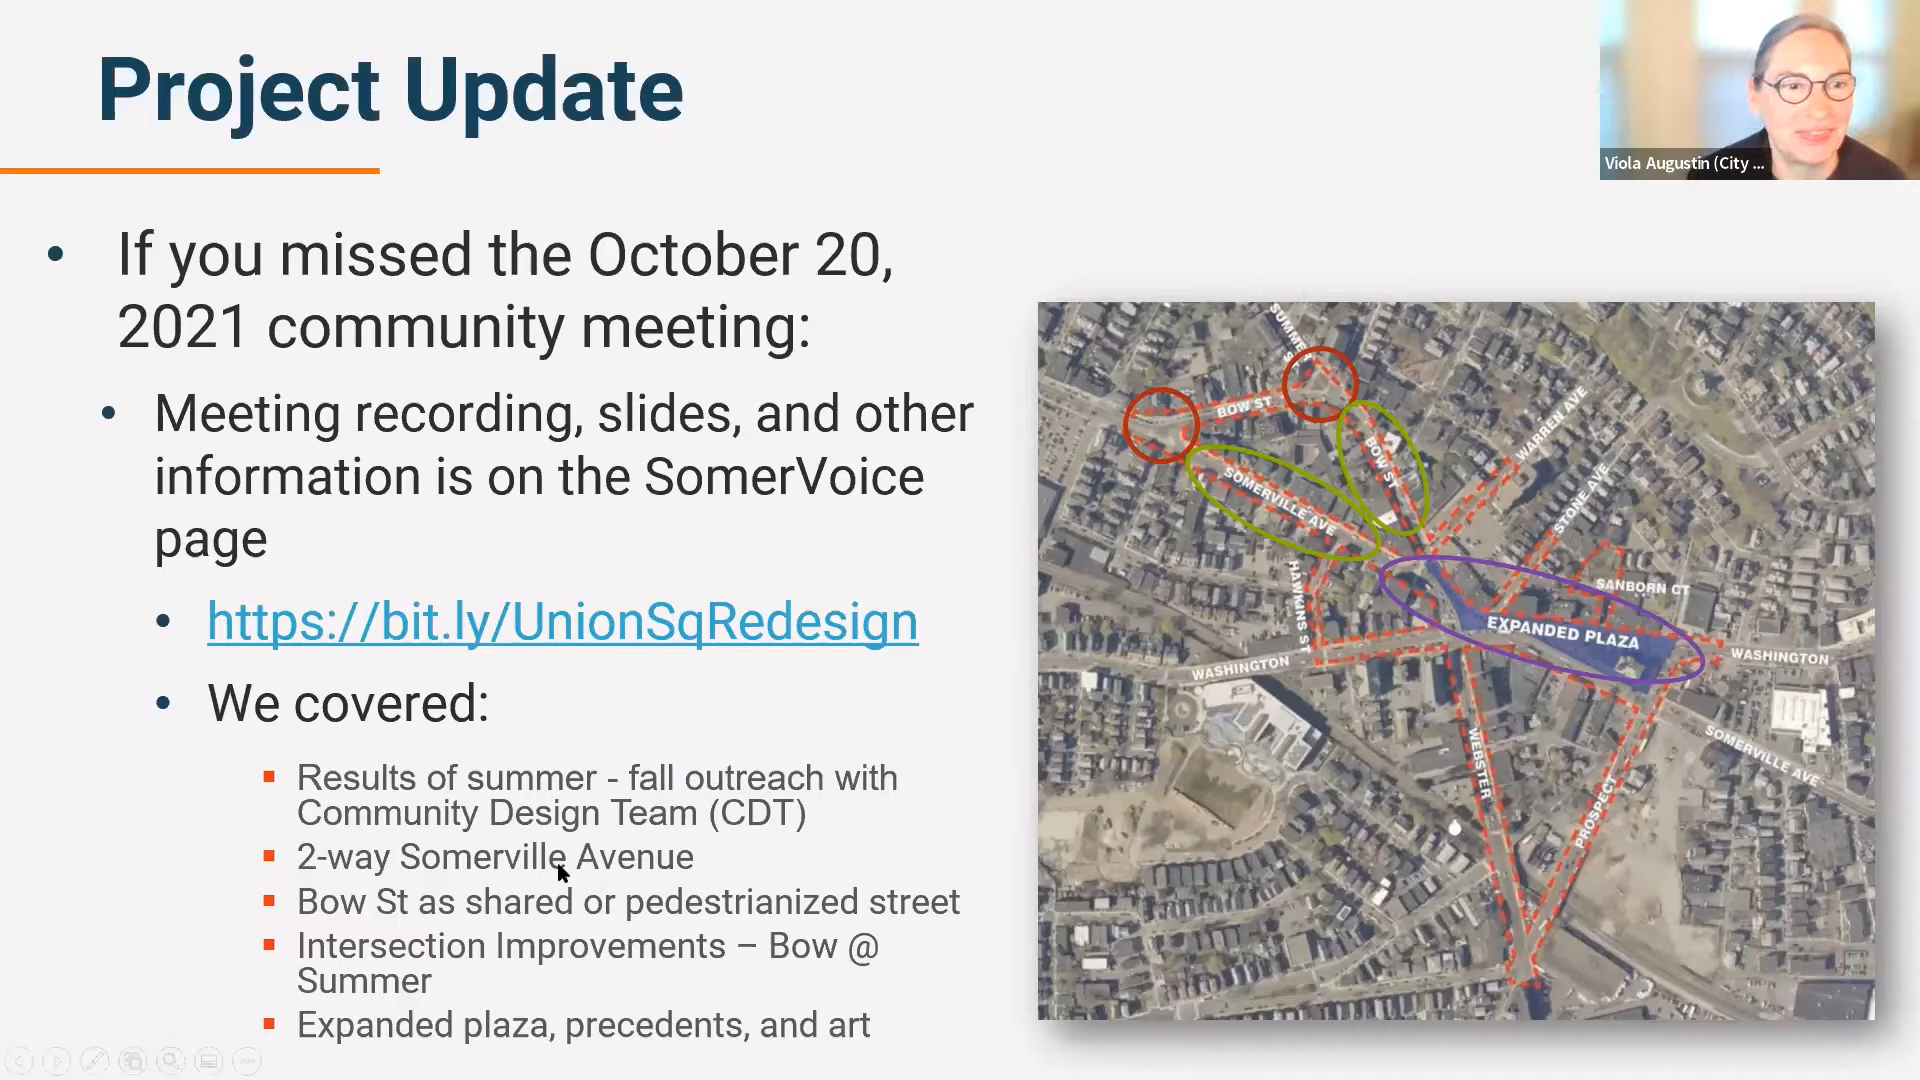 Project Update
Viola Augustin (City ...
If you missed the October 20,
2021 community meeting:
Meeting recording, slides, and other
information is on the SomerVoice
page
https://bit.ly/UnionSqRedesign
We covered:
Results of summer - fall outreach with
Community Design Team (CDT)
2-way Somerville Avenue
Bow St as shared or pedestrianized street
Intersection Improvements – Bow @
Summer
Expanded plaza, precedents, and art
SUMMER ST
BOW ST
BOW ST
WARREN AVE
SOMERVILLE AVE
STONE AVE
HAWKINS ST
SANBORN CT
EXPANDED PLAZA
WASHINGTON
WASHINGTON
WEBSTER
PROSPECT
SOMERVILLE AVE